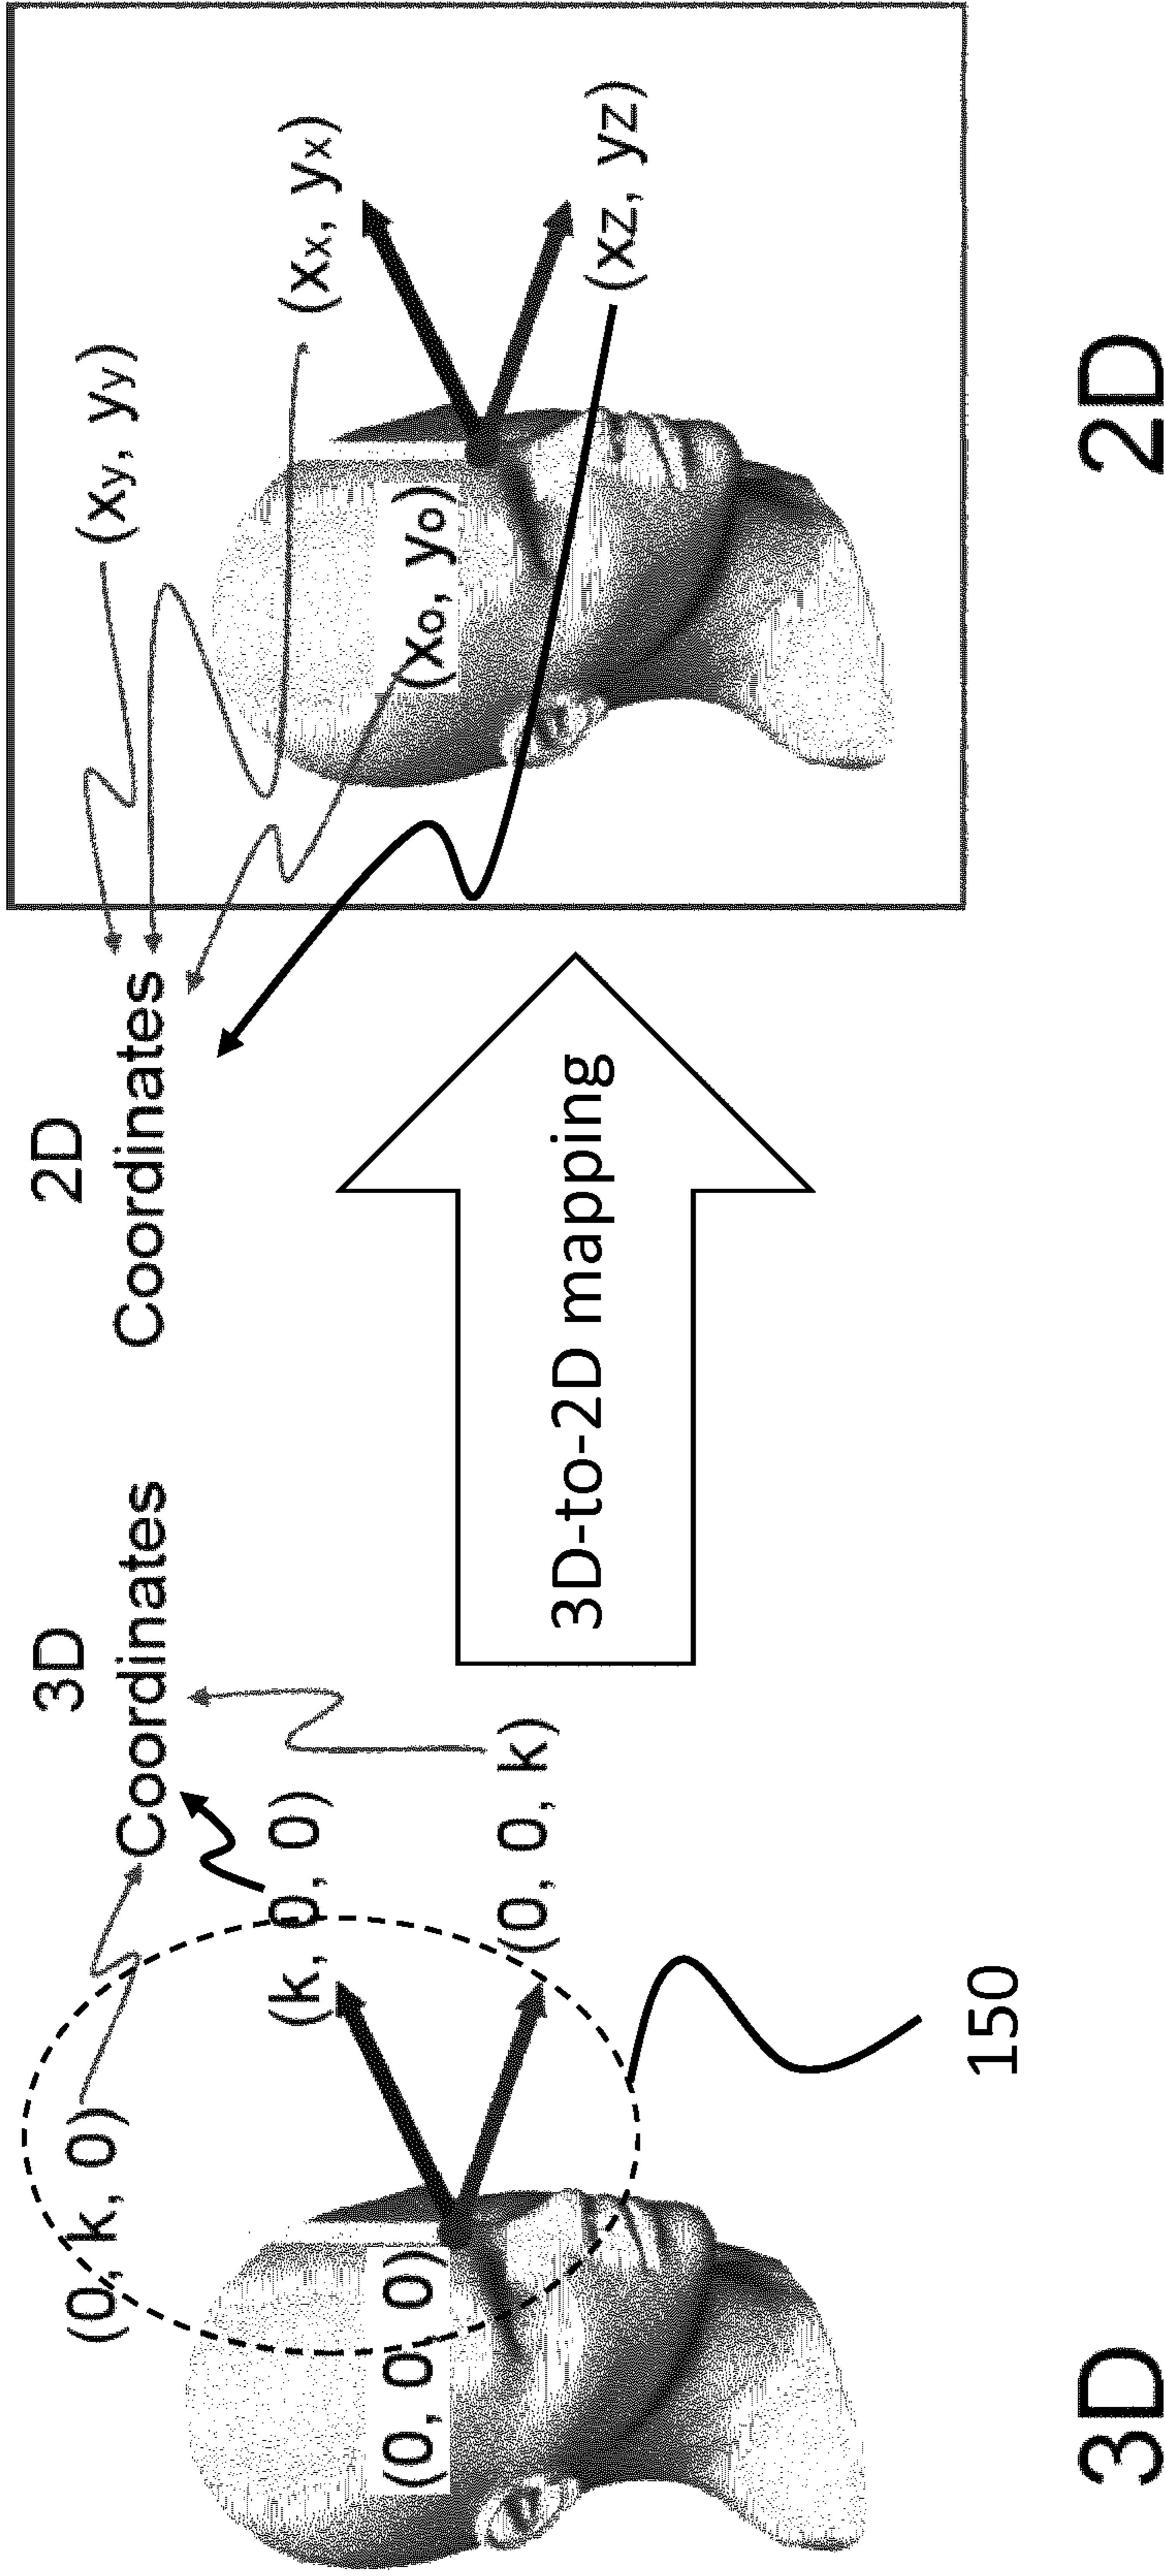 3D
Coordinates
(0, k, 0)
(k, 0, 0)
(0, 0, 0)
(0, 0, k)
150
3D
3D-to-2D mapping
2D
Coordinates
(xy, yy)
(xx, yx)
(xo, yo)
(xz, yz)
2D